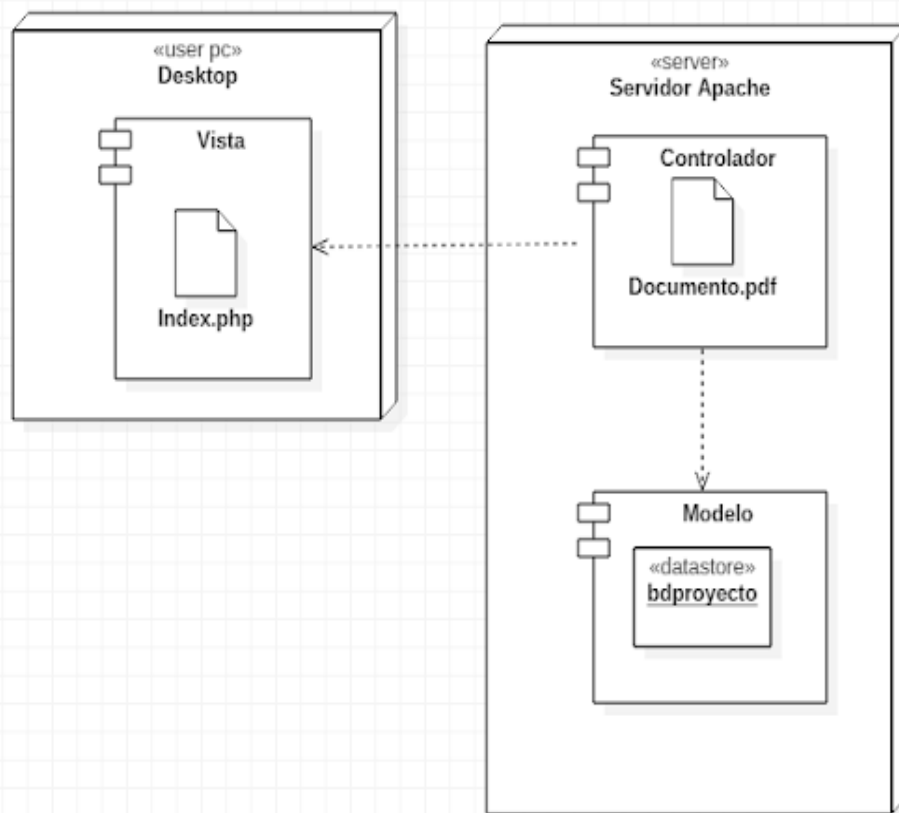 «user pc»
Desktop
Vista
Index.php
«server»
Servidor Apache
Controlador
Documento.pdf
Modelo
«datastore»
bdproyecto